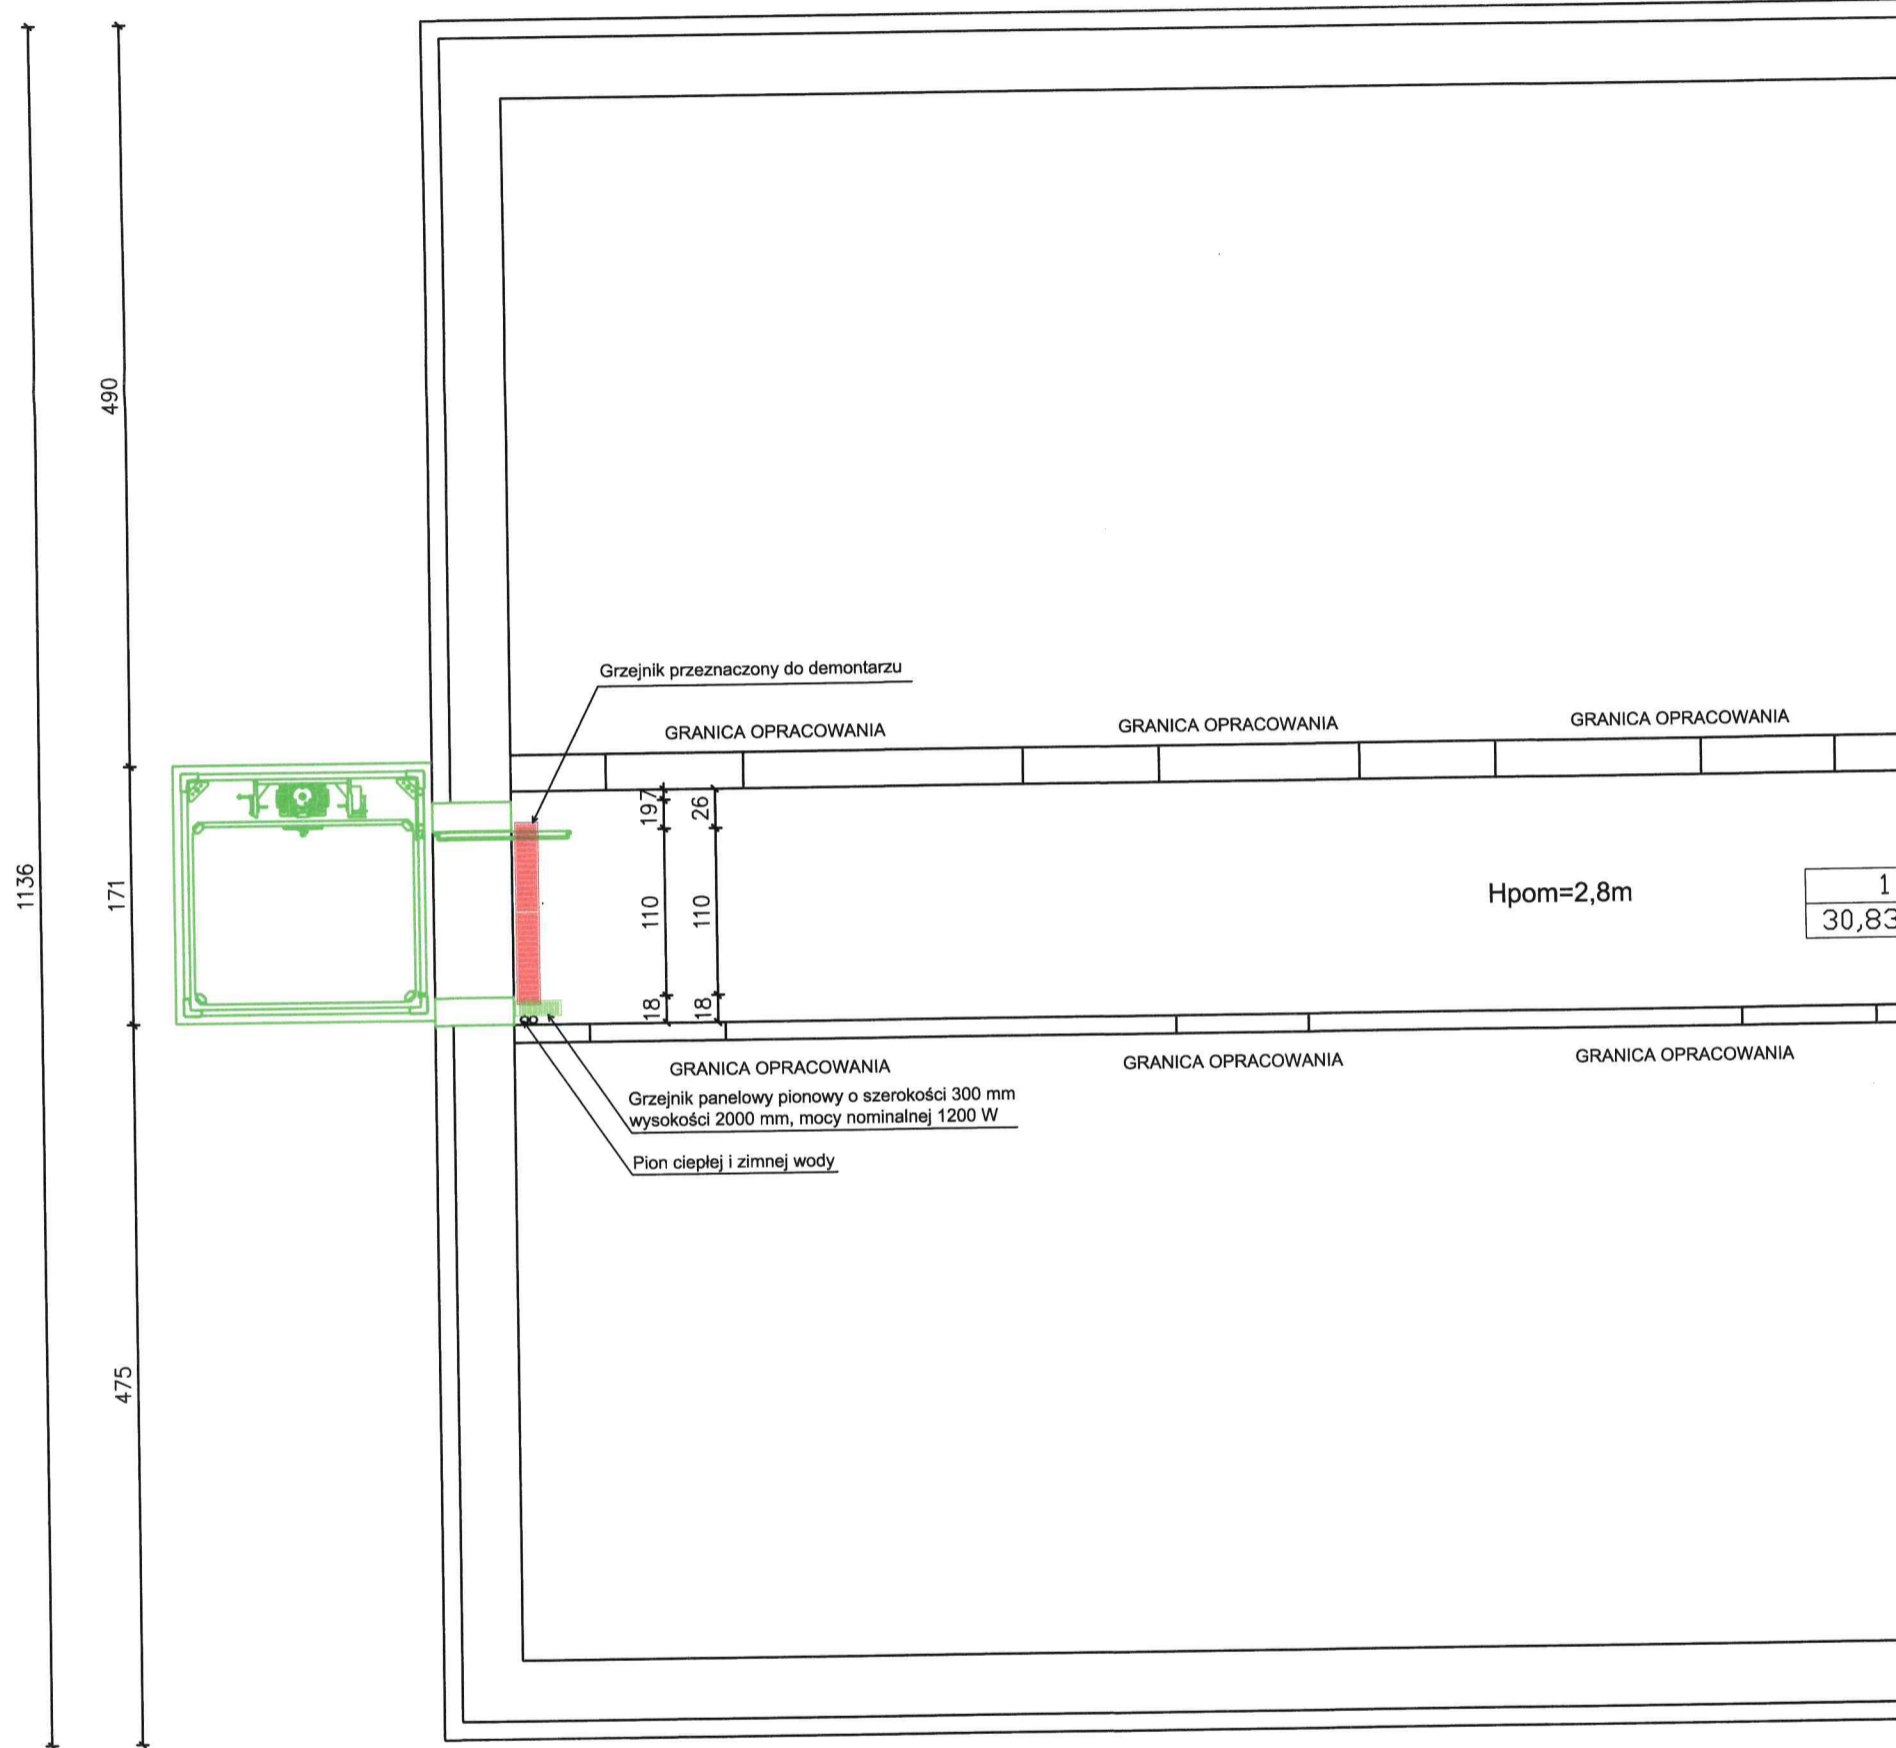 Grzejnik przeznaczony do demontarzu
GRANICA OPRACOWANIA
GRANICA OPRACOWANIA
GRANICA OPRACOWANIA
490
197
26
1136
171
110
110
Hpom=2,8m
1
30,83
18
18
GRANICA OPRACOWANIA
GRANICA OPRACOWANIA
GRANICA OPRACOWANIA
Grzejnik panelowy pionowy o szerokości 300 mm
wysokości 2000 mm, mocy nominalnej 1200 W
Pion ciepłej i zimnej wody
475